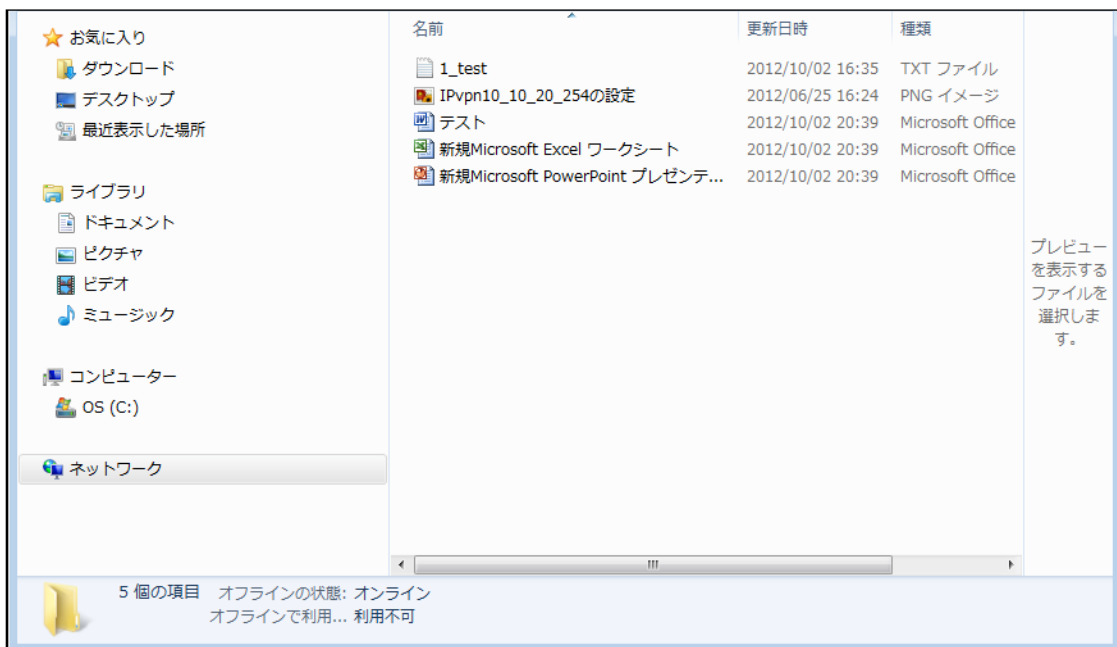 お気に入り
ダウンロード
デスクトップ
最近表示した場所
ライブラリ
ドキュメント
ピクチャ
ビデオ
ミュージック
コンピューター
OS (C:)
ネットワーク
名前 更新日時 種類
1_test 2012/10/02 16:35 TXT ファイル
IPvpn10_10_20_254の設定 2012/06/25 16:24 PNG イメージ
テスト 2012/10/02 20:39 Microsoft Office
新規Microsoft Excel ワークシート 2012/10/02 20:39 Microsoft Office
新規Microsoft PowerPoint プレゼンテ... 2012/10/02 20:39 Microsoft Office
プレビュー
を表示する
ファイルを
選択しま
す。
5 個の項目 オフラインの状態: オンライン
オフラインで利用... 利用不可